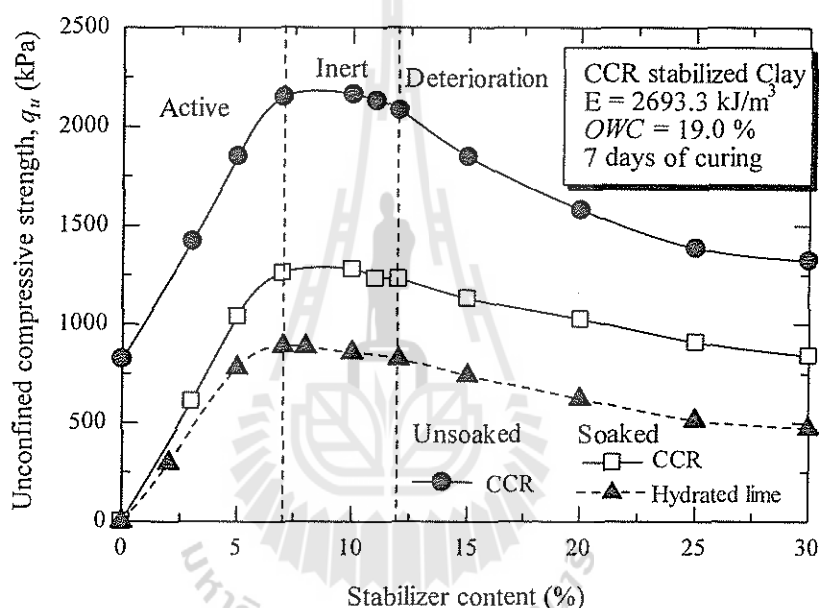 2500
2000
1500
1000
500
0
Unconfined compressive strength, q_u (kPa)
Active
Inert
Deterioration
CCR stabilized Clay
E = 2693.3 kJ/m³
OWC = 19.0 %
7 days of curing
Unsoaked
CCR
Soaked
CCR
Hydrated lime
0 5 10 15 20 25 30
Stabilizer content (%)